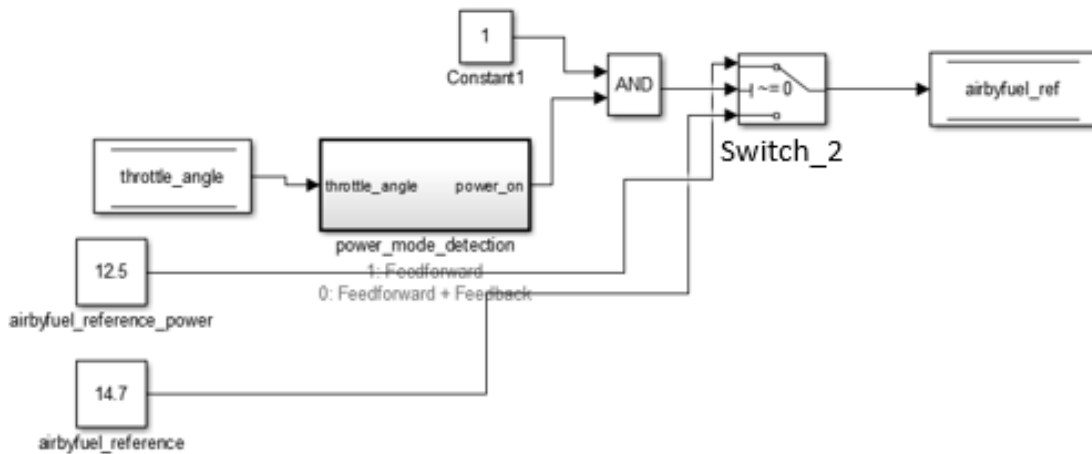 1
Constant1
AND
~= 0
airbyfuel_ref
Switch_2
throttle_angle
throttle_angle power_on
power_mode_detection
1: Feedforward
0: Feedforward + Feedback
12.5
airbyfuel_reference_power
14.7
airbyfuel_reference